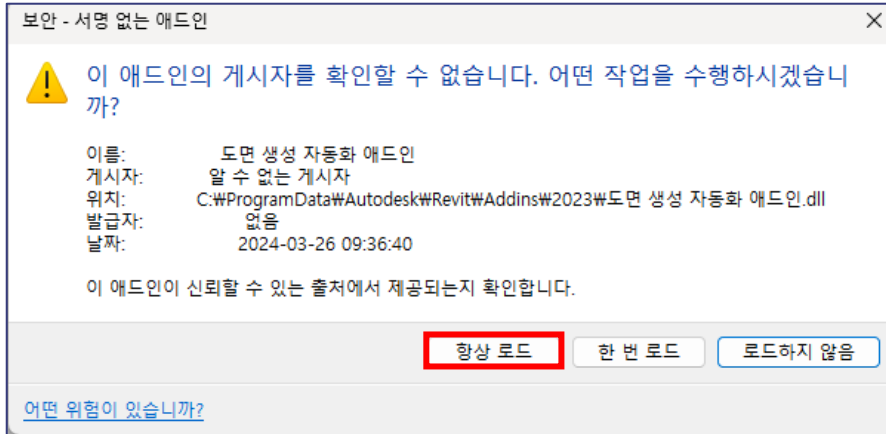 보안 - 서명 없는 애드인
이 애드인의 게시자를 확인할 수 없습니다. 어떤 작업을 수행하시겠습니
까?
이름: 도면 생성 자동화 애드인
게시자: 알 수 없는 게시자
위치: C:₩ProgramData₩Autodesk₩Revit₩Addins₩2023₩도면 생성 자동화 애드인.dll
발급자: 없음
날짜: 2024-03-26 09:36:40
이 애드인이 신뢰할 수 있는 출처에서 제공되는지 확인합니다.
항상 로드 한 번 로드 로드하지 않음
어떤 위험이 있습니까?